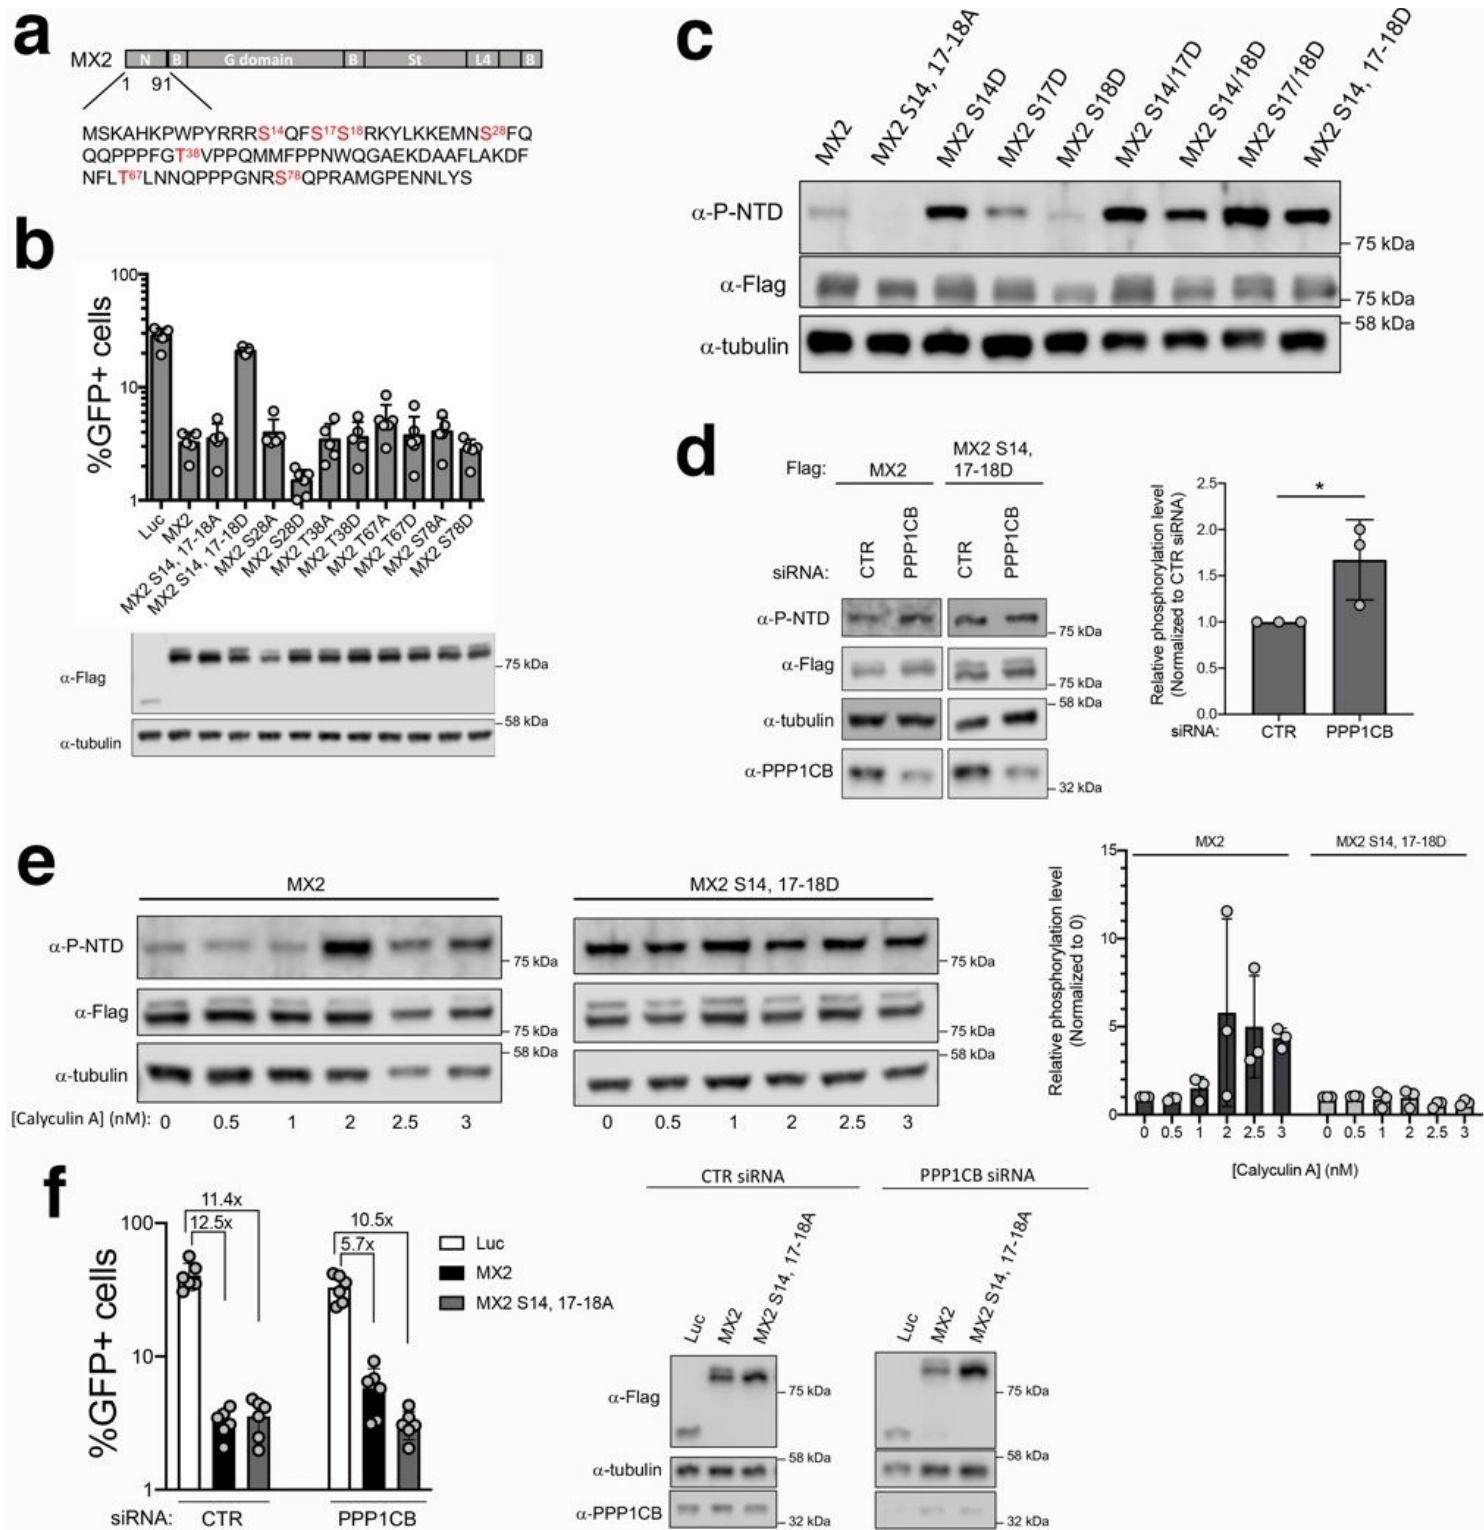 a
MX2
N B G domain B St L4 B
1 91
MSKAHKPWPYRRRS14QFS17S18RKYLKKEMNS28FQ
QQPPPFGT38VPPQMMFPPNWQGAEKDAAFLAKDF
NFLT67LNNQPPPGNRS78QPRAMGPENNLYS
b
%GFP+ cells
100
10
1
Luc
MX2
MX2 S14, 17-18A
MX2 S14, 17-18D
MX2 S28A
MX2 S28D
MX2 T38A
MX2 T38D
MX2 T67A
MX2 T67D
MX2 S78A
MX2 S78D
α-Flag
75 kDa
58 kDa
α-tubulin
c
MX2
MX2 S14, 17-18A
MX2 S14D
MX2 S17D
MX2 S18D
MX2 S14/17D
MX2 S14/18D
MX2 S17/18D
MX2 S14, 17-18D
α-P-NTD
75 kDa
α-Flag
75 kDa
58 kDa
α-tubulin
d
Flag:
MX2
MX2 S14,
17-18D
siRNA:
CTR
PPP1CB
CTR
PPP1CB
α-P-NTD
75 kDa
α-Flag
75 kDa
58 kDa
α-tubulin
α-PPP1CB
32 kDa
Relative phosphorylation level
(Normalized to CTR siRNA)
2.5
2.0
1.5
1.0
0.5
0.0
*
siRNA: CTR PPP1CB
e
MX2
MX2 S14, 17-18D
α-P-NTD
75 kDa
75 kDa
α-Flag
75 kDa
75 kDa
58 kDa
58 kDa
α-tubulin
[Calyculin A] (nM): 0 0.5 1 2 2.5 3
0 0.5 1 2 2.5 3
Relative phosphorylation level
(Normalized to 0)
MX2
MX2 S14, 17-18D
15
10
5
0
0 0.5 1 2 2.5 3 0 0.5 1 2 2.5 3
[Calyculin A] (nM)
f
%GFP+ cells
100
10
1
11.4x
12.5x
10.5x
5.7x
Luc
MX2
MX2 S14, 17-18A
siRNA: CTR PPP1CB
CTR siRNA
PPP1CB siRNA
Luc
MX2
MX2 S14, 17-18A
Luc
MX2
MX2 S14, 17-18A
α-Flag
75 kDa
75 kDa
58 kDa
58 kDa
α-tubulin
α-PPP1CB
32 kDa
32 kDa